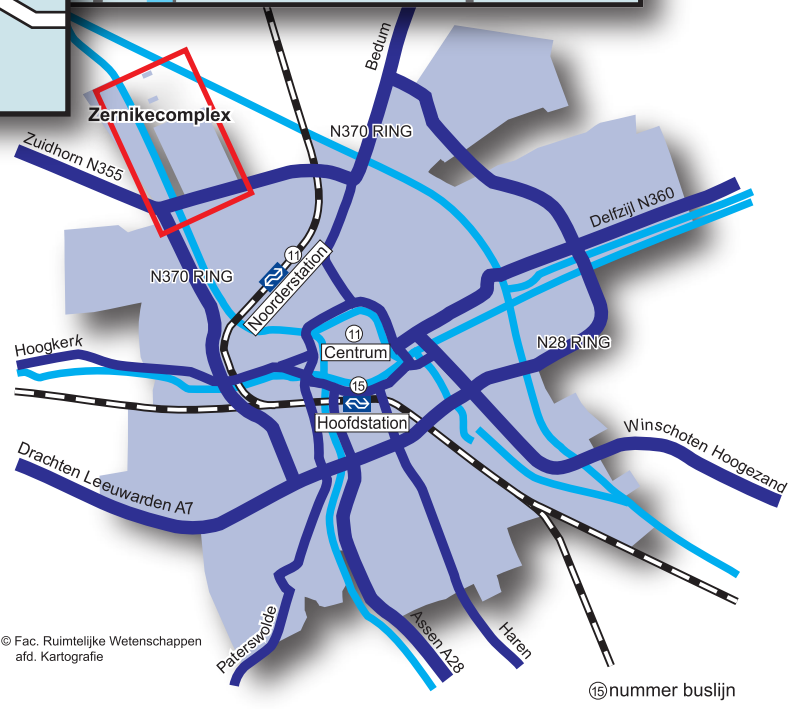 Bedum
N370 RING
Zernikecomplex
Zuidhorn N355
Delfzijl N360
N370 RING
11
Noorderstation
11
Centrum
N28 RING
Hoogkerk
15
Hoofdstation
Winschoten Hoogezand
Drachten Leeuwarden A7
Paterswolde
Assen A28
Haren
© Fac. Ruimtelijke Wetenschappen
afd. Kartografie
15 nummer buslijn